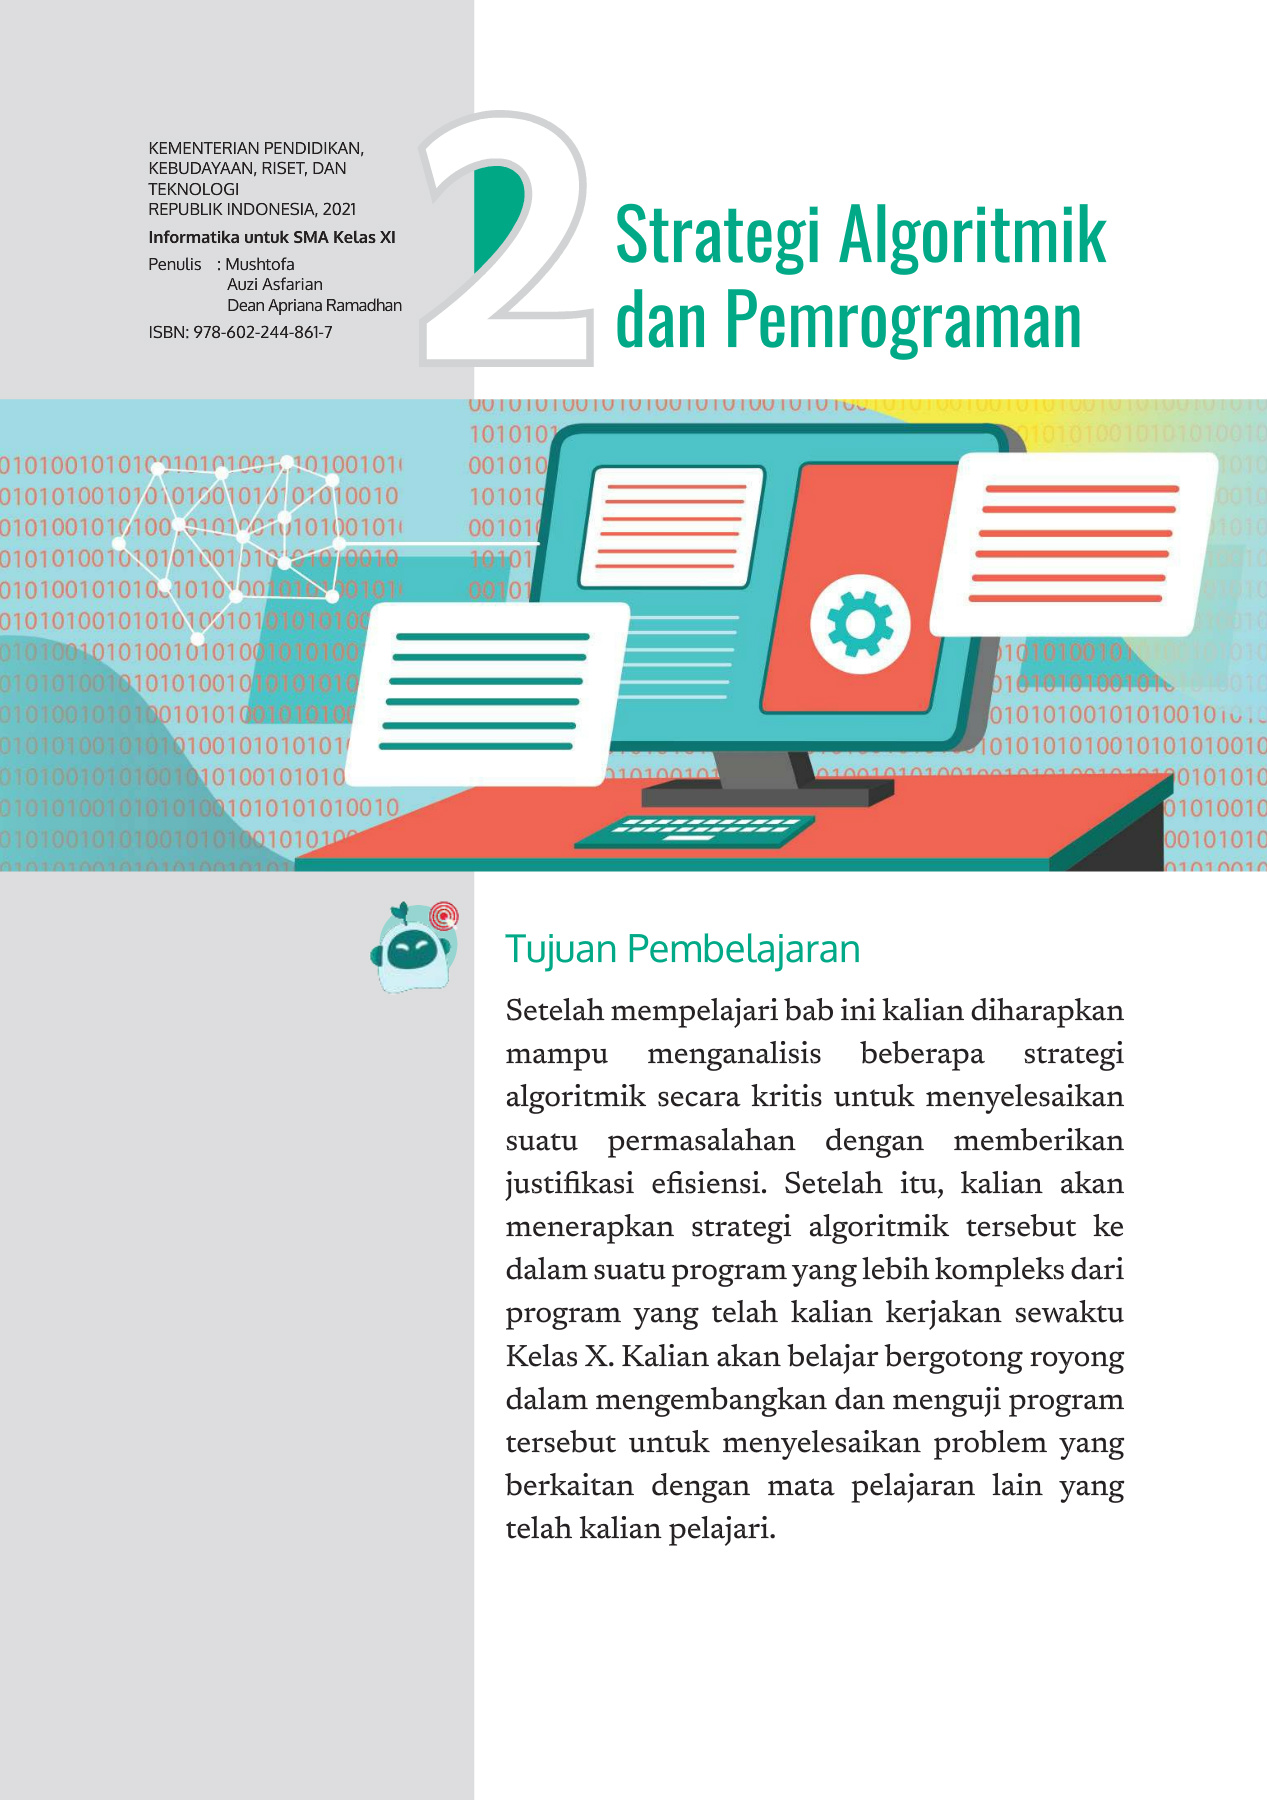 KEMENTERIAN PENDIDIKAN,
KEBUDAYAAN, RISET, DAN
TEKNOLOGI
REPUBLIK INDONESIA, 2021
Informatika untuk SMA Kelas XI
Penulis : Mushtofa
Auzi Asfarian
Dean Apriana Ramadhan
ISBN: 978-602-244-861-7
2
Strategi Algoritmik
dan Pemrograman
Tujuan Pembelajaran
Setelah mempelajari bab ini kalian diharapkan
mampu menganalisis beberapa strategi
algoritmik secara kritis untuk menyelesaikan
suatu permasalahan dengan memberikan
justifikasi efisiensi. Setelah itu, kalian akan
menerapkan strategi algoritmik tersebut ke
dalam suatu program yang lebih kompleks dari
program yang telah kalian kerjakan sewaktu
Kelas X. Kalian akan belajar bergotong royong
dalam mengembangkan dan menguji program
tersebut untuk menyelesaikan problem yang
berkaitan dengan mata pelajaran lain yang
telah kalian pelajari.